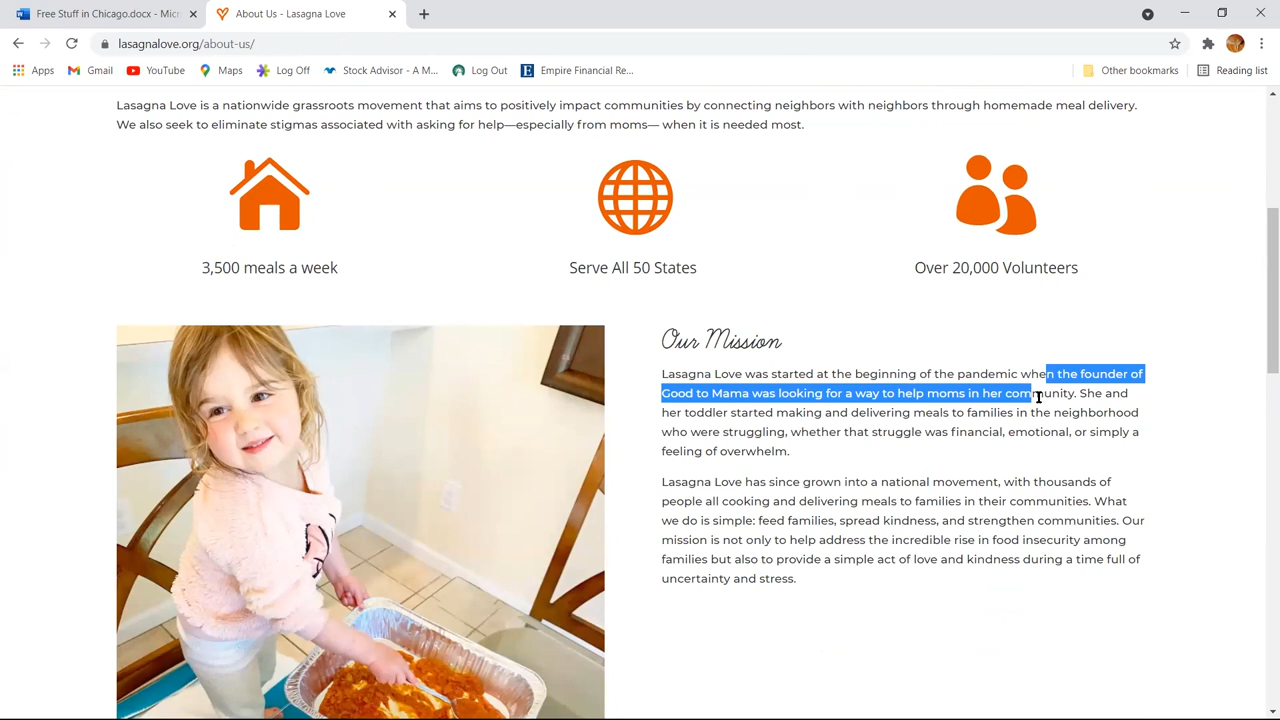 Free Stuff in Chicago.docx - Micr
About Us - Lasagna Love
lasagnalove.org/about-us/
Apps
Gmail
YouTube
Maps
Log Off
Stock Advisor - A M...
Log Out
Empire Financial Re...
Other bookmarks
Reading list
Lasagna Love is a nationwide grassroots movement that aims to positively impact communities by connecting neighbors with neighbors through homemade meal delivery.
We also seek to eliminate stigmas associated with asking for help—especially from moms— when it is needed most.
3,500 meals a week
Serve All 50 States
Over 20,000 Volunteers
Our Mission
Lasagna Love was started at the beginning of the pandemic when the founder of
Good to Mama was looking for a way to help moms in her community. She and
her toddler started making and delivering meals to families in the neighborhood
who were struggling, whether that struggle was financial, emotional, or simply a
feeling of overwhelm.
Lasagna Love has since grown into a national movement, with thousands of
people all cooking and delivering meals to families in their communities. What
we do is simple: feed families, spread kindness, and strengthen communities. Our
mission is not only to help address the incredible rise in food insecurity among
families but also to provide a simple act of love and kindness during a time full of
uncertainty and stress.